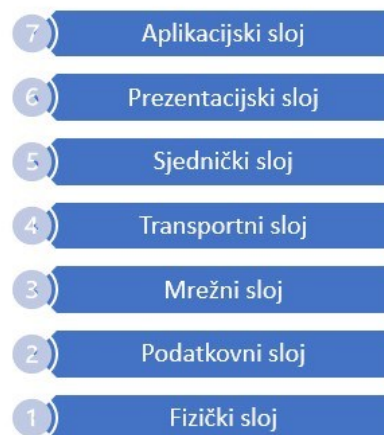 7 Aplikacijski sloj
6 Prezentacijski sloj
5 Sjednički sloj
4 Transportni sloj
3 Mrežni sloj
2 Podatkovni sloj
1 Fizički sloj